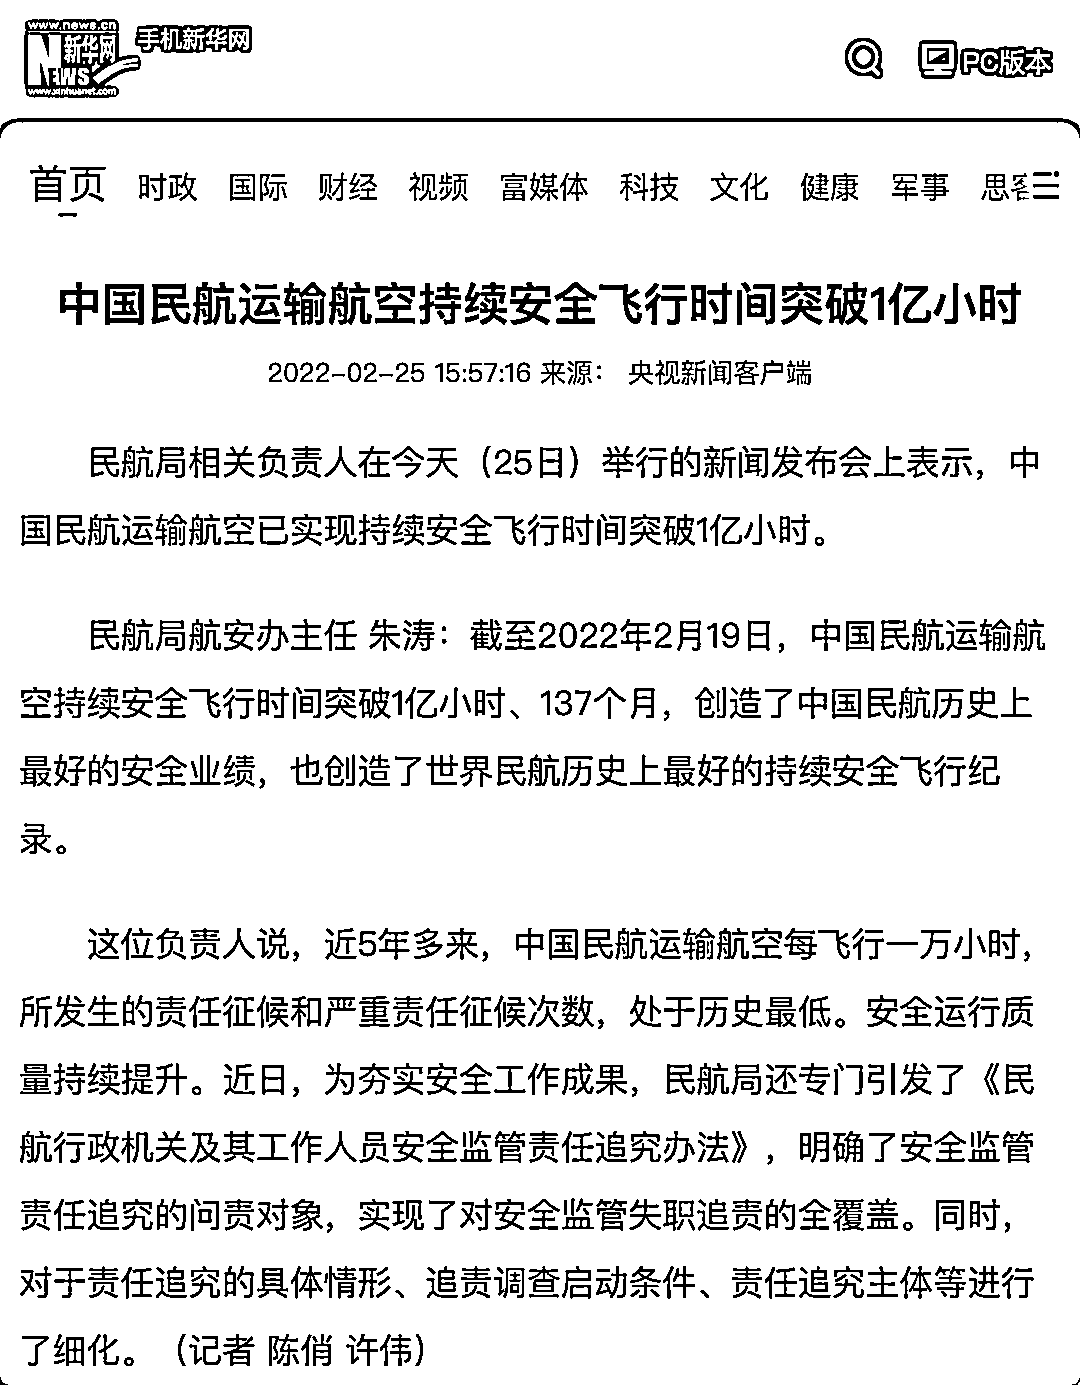 www.news.cn
新华网
NEWS
www.xinhuanet.com
手机新华网
PC版本
首页 时政 国际 财经 视频 富媒体 科技 文化 健康 军事 思客
中国民航运输航空持续安全飞行时间突破1亿小时
2022-02-25 15:57:16 来源： 央视新闻客户端
民航局相关负责人在今天（25日）举行的新闻发布会上表示，中
国民航运输航空已实现持续安全飞行时间突破1亿小时。
民航局航安办主任 朱涛：截至2022年2月19日，中国民航运输航
空持续安全飞行时间突破1亿小时、137个月，创造了中国民航历史上
最好的安全业绩，也创造了世界民航历史上最好的持续安全飞行纪
录。
这位负责人说，近5年多来，中国民航运输航空每飞行一万小时，
所发生的责任征候和严重责任征候次数，处于历史最低。安全运行质
量持续提升。近日，为夯实安全工作成果，民航局还专门引发了《民
航行政机关及其工作人员安全监管责任追究办法》，明确了安全监管
责任追究的问责对象，实现了对安全监管失职追责的全覆盖。同时，
对于责任追究的具体情形、追责调查启动条件、责任追究主体等进行
了细化。（记者 陈俏 许伟）